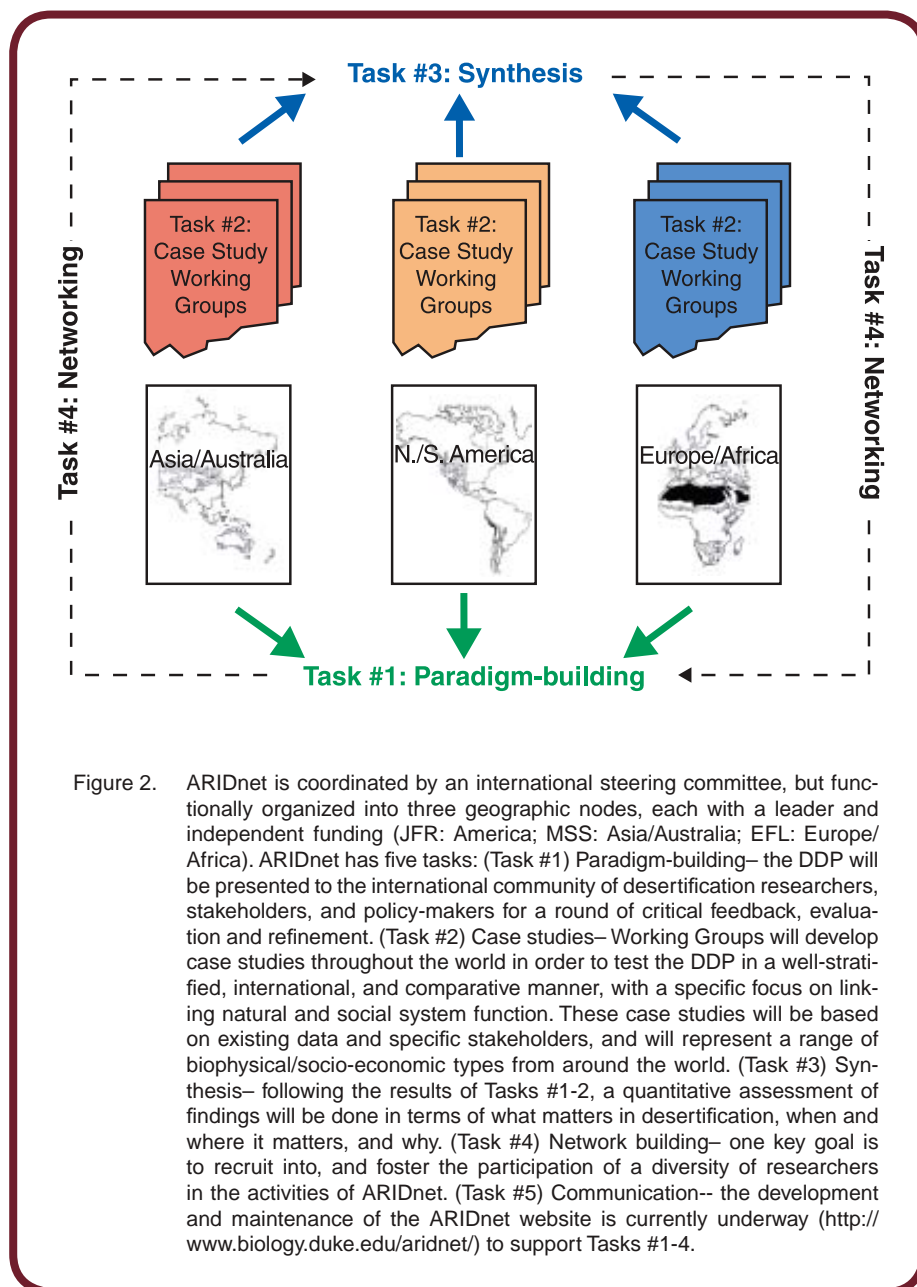 Task #3: Synthesis
Task #4: Networking
Task #4: Networking
Task #2:
Case Study
Working
Groups
Task #2:
Case Study
Working
Groups
Task #2:
Case Study
Working
Groups
Asia/Australia
N./S. America
Europe/Africa
Task #1: Paradigm-building
Figure 2. ARIDnet is coordinated by an international steering committee, but func-
tionally organized into three geographic nodes, each with a leader and
independent funding (JFR: America; MSS: Asia/Australia; EFL: Europe/
Africa). ARIDnet has five tasks: (Task #1) Paradigm-building– the DDP will
be presented to the international community of desertification researchers,
stakeholders, and policy-makers for a round of critical feedback, evalua-
tion and refinement. (Task #2) Case studies– Working Groups will develop
case studies throughout the world in order to test the DDP in a well-strati-
fied, international, and comparative manner, with a specific focus on link-
ing natural and social system function. These case studies will be based
on existing data and specific stakeholders, and will represent a range of
biophysical/socio-economic types from around the world. (Task #3) Syn-
thesis– following the results of Tasks #1-2, a quantitative assessment of
findings will be done in terms of what matters in desertification, when and
where it matters, and why. (Task #4) Network building– one key goal is
to recruit into, and foster the participation of a diversity of researchers
in the activities of ARIDnet. (Task #5) Communication-- the development
and maintenance of the ARIDnet website is currently underway (http://
www.biology.duke.edu/aridnet/) to support Tasks #1-4.